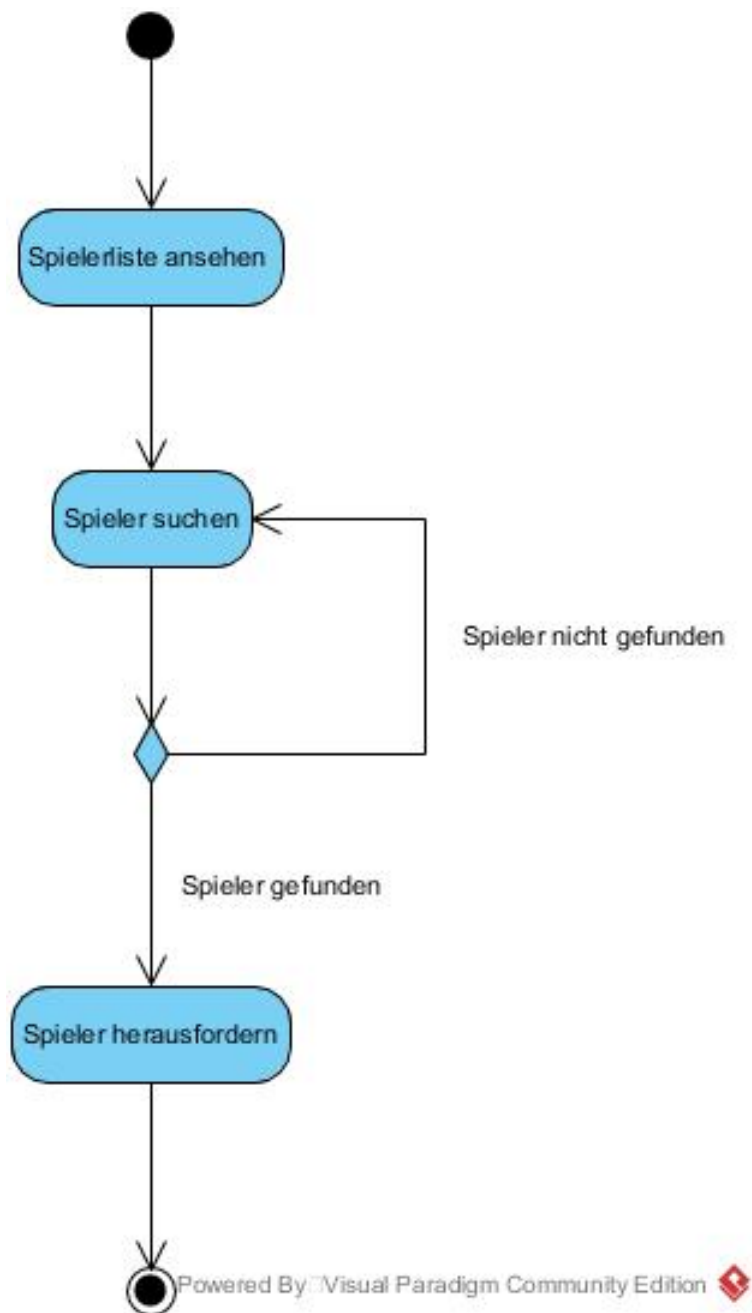 Spielerliste ansehen
Spieler suchen
Spieler nicht gefunden
Spieler gefunden
Spieler herausfordern
Powered By Visual Paradigm Community Edition